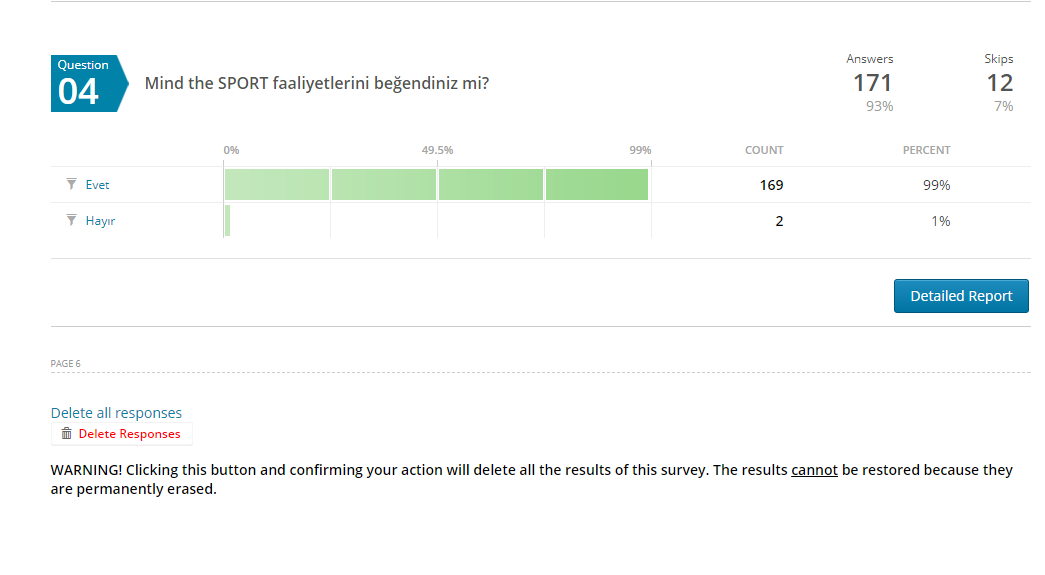 Question
04
Mind the SPORT faaliyetlerini beğendiniz mi?
Answers
171
93%
Skips
12
7%
0% 49.5% 99% COUNT PERCENT
Evet 169 99%
Hayır 2 1%
Detailed Report
PAGE 6
Delete all responses
Delete Responses
WARNING! Clicking this button and confirming your action will delete all the results of this survey. The results cannot be restored because they
are permanently erased.